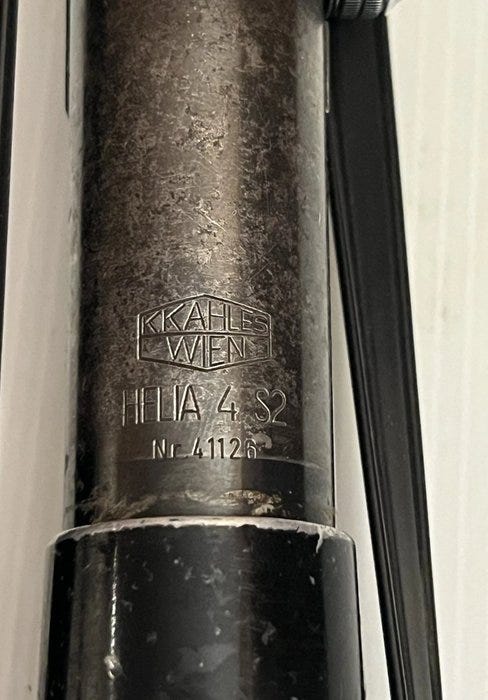 K.KAHLES
WIEN
HELIA 4 S2
Nr. 41126